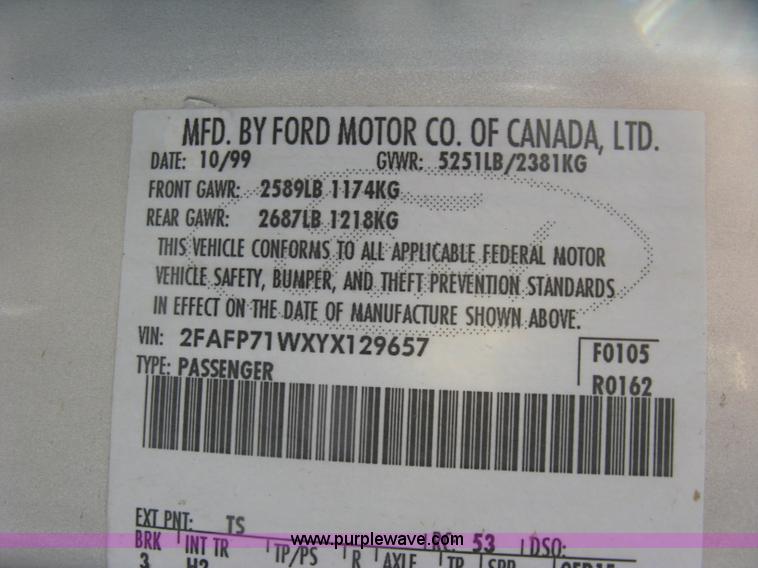 MFD. BY FORD MOTOR CO. OF CANADA, LTD.
DATE: 10/99 GVWR: 5251LB/2381KG
FRONT GAWR: 2589LB 1174KG
REAR GAWR: 2687LB 1218KG
THIS VEHICLE CONFORMS TO ALL APPLICABLE FEDERAL MOTOR
VEHICLE SAFETY, BUMPER, AND THEFT PREVENTION STANDARDS
IN EFFECT ON THE DATE OF MANUFACTURE SHOWN ABOVE.
VIN: 2FAFP71WXYX129657 F0105
TYPE: PASSENGER R0162
EXT PNT: TS RC: 53 DSO:
BRK INT TR TP/PS R AXLE TR SPR
3 H2
www.purplewave.com